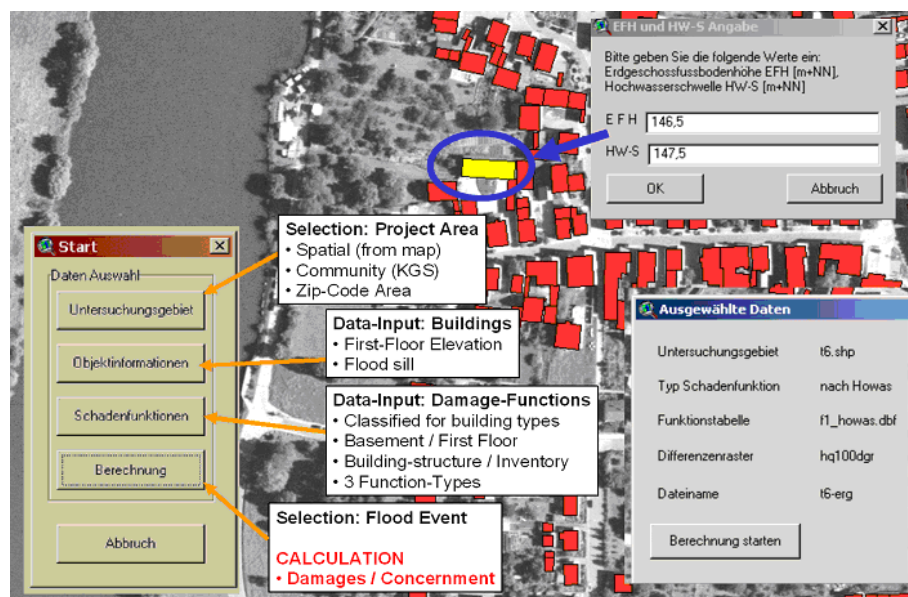 EFH und HW-S Angabe
Bitte geben Sie die folgende Werte ein:
Erdgeschossfussbodenhöhe EFH [m+NN],
Hochwasserschwelle HW-S [m+NN]
E F H 146,5
HW-S 147,5
OK Abbruch
Start
Daten Auswahl
Untersuchungsgebiet
Objektinformationen
Schadenfunktionen
Berechnung
Abbruch
Selection: Project Area
• Spatial (from map)
• Community (KGS)
• Zip-Code Area
Data-Input: Buildings
• First-Floor Elevation
• Flood sill
Data-Input: Damage-Functions
• Classified for building types
• Basement / First Floor
• Building-structure / Inventory
• 3 Function-Types
Selection: Flood Event
CALCULATION
• Damages / Concernment
Ausgewählte Daten
Untersuchungsgebiet t6.shp
Typ Schadenfunktion nach Howas
Funktionstabelle f1_howas.dbf
Differenzenraster hq100dgr
Dateiname t6-erg
Berechnung starten